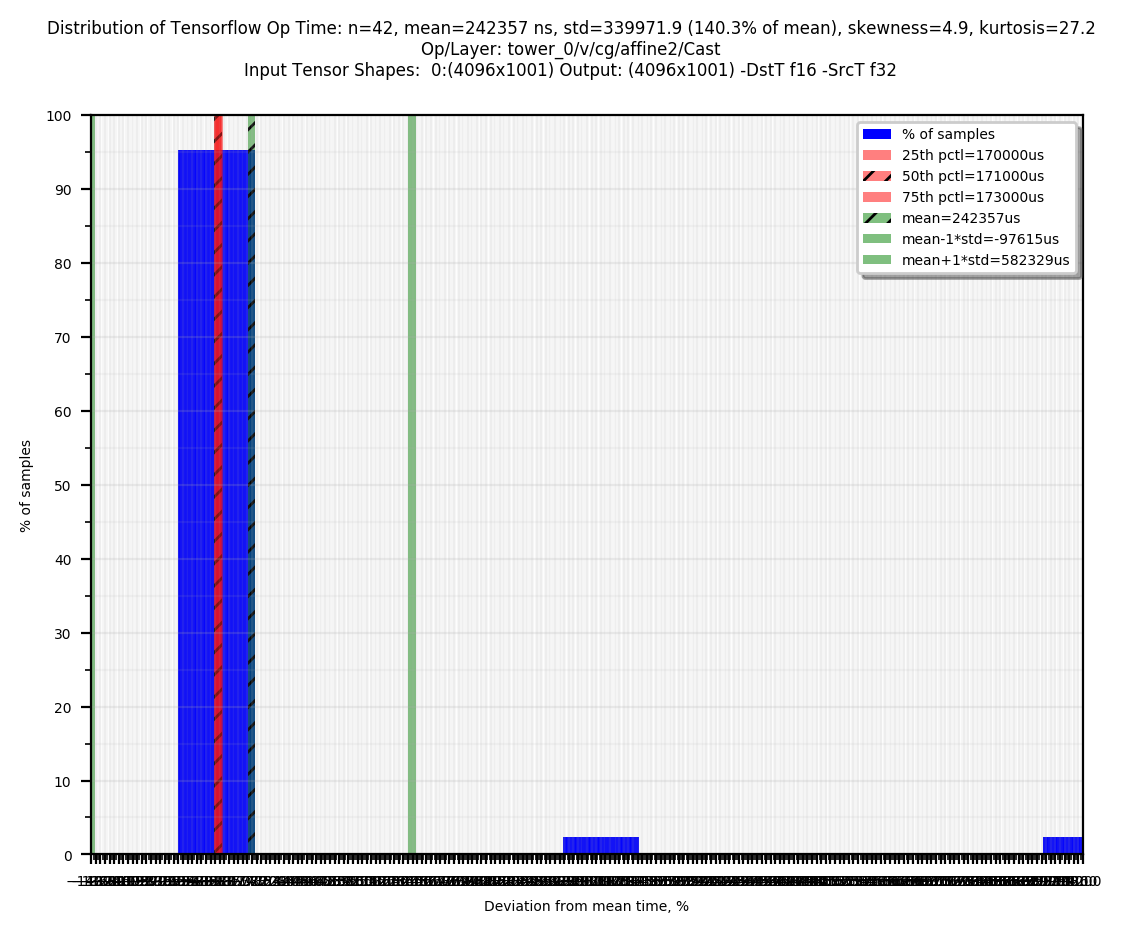 Distribution of Tensorflow Op Time: n=42, mean=242357 ns, std=339971.9 (140.3% of mean), skewness=4.9, kurtosis=27.2
Op/Layer: tower_0/v/cg/affine2/Cast
Input Tensor Shapes:  0:(4096x1001) Output: (4096x1001) -DstT f16 -SrcT f32
100
90
80
70
60
50
40
30
20
10
0
% of samples
% of samples
25th pctl=170000us
50th pctl=171000us
75th pctl=173000us
mean=242357us
mean-1*std=-97615us
mean+1*std=582329us
Deviation from mean time, %